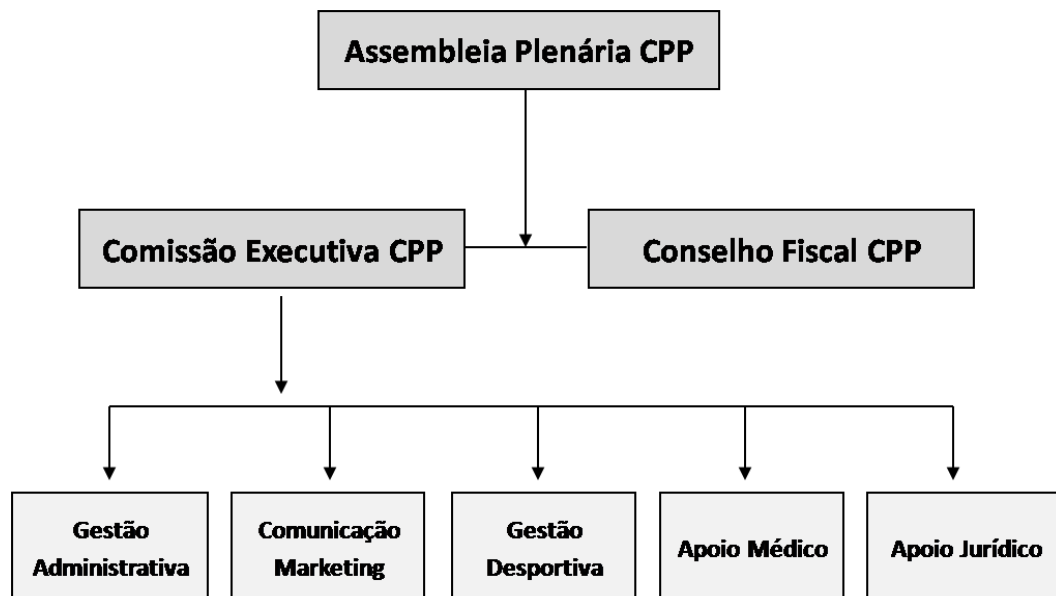 Assembleia Plenária CPP
Comissão Executiva CPP
Conselho Fiscal CPP
Gestão
Administrativa
Comunicação
Marketing
Gestão
Desportiva
Apoio Médico
Apoio Jurídico